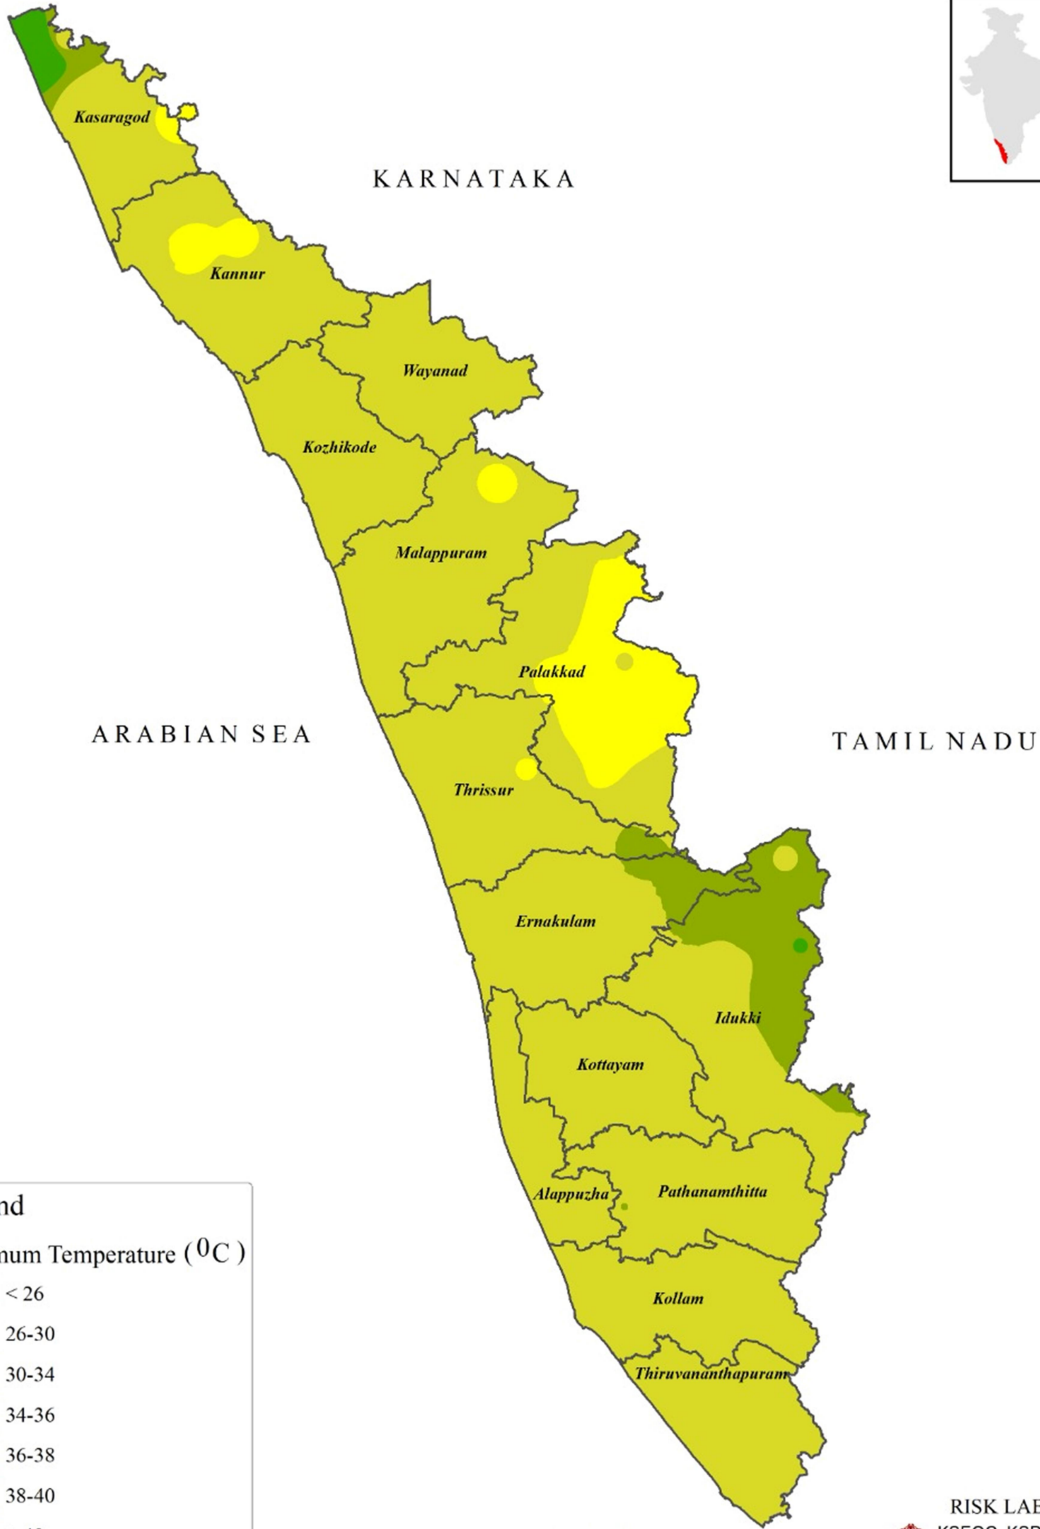 Kasaragod
KARNATAKA
Kannur
Wayanad
Kozhikode
Malappuram
Palakkad
ARABIAN SEA
TAMIL NADU
Thrissur
Ernakulam
Idukki
Kottayam
Alappuzha
Pathanamthitta
Kollam
Thiruvananthapuram
nd
mum Temperature (⁰C)
< 26
26-30
30-34
34-36
36-38
38-40
RISK LAB